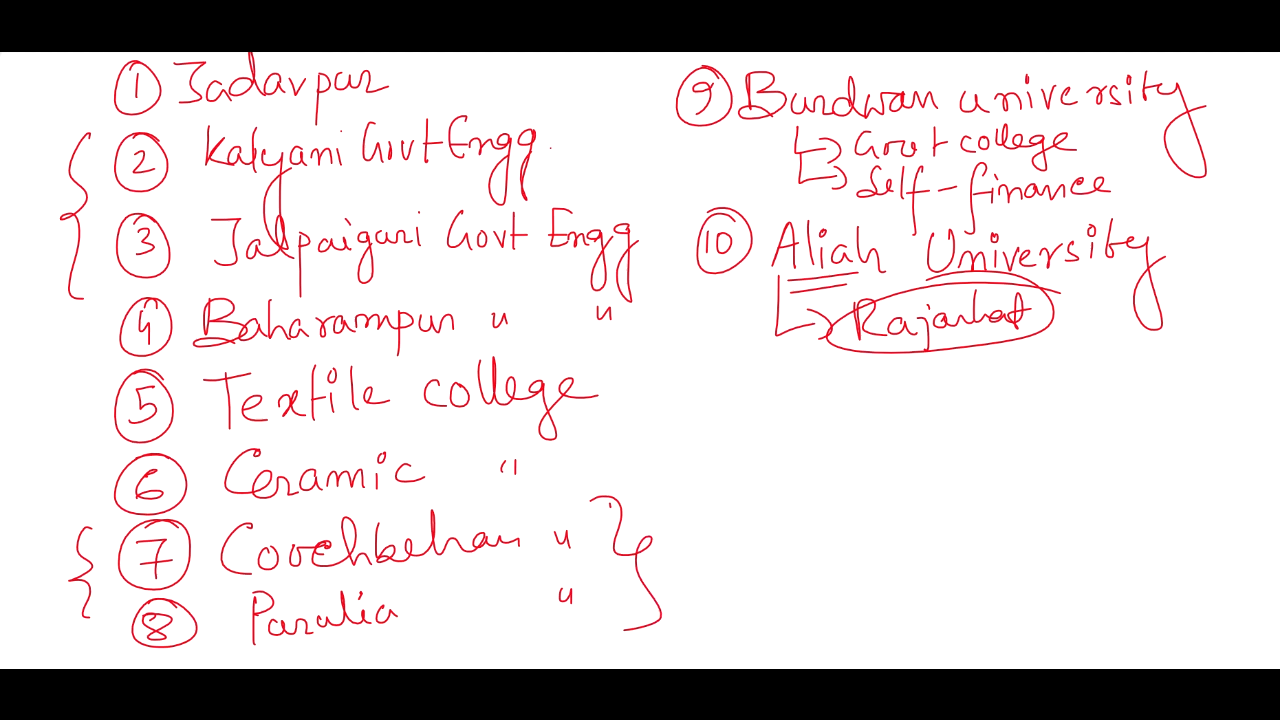 1 Jadavpur
2 Kalyani Govt Engg.
3 Jalpaiguri Govt Engg
4 Baharampur " "
5 Textile college
6 Ceramic "
7 Coochbehar "
8 Purulia "
9 Burdwan university
↳ Govt college
↳ Self-finance
10 Aliah University
↳ Rajarhat